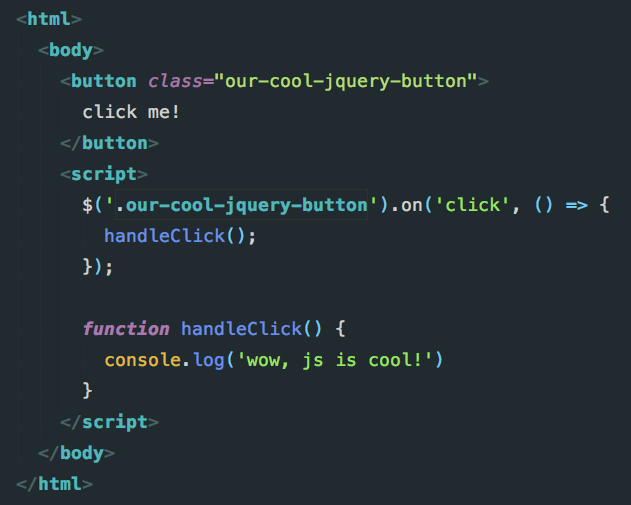 <html>
<body>
<button class="our-cool-jquery-button">
click me!
</button>
<script>
$('.our-cool-jquery-button').on('click', () => {
handleClick();
});
function handleClick() {
console.log('wow, js is cool!')
}
</script>
</body>
</html>